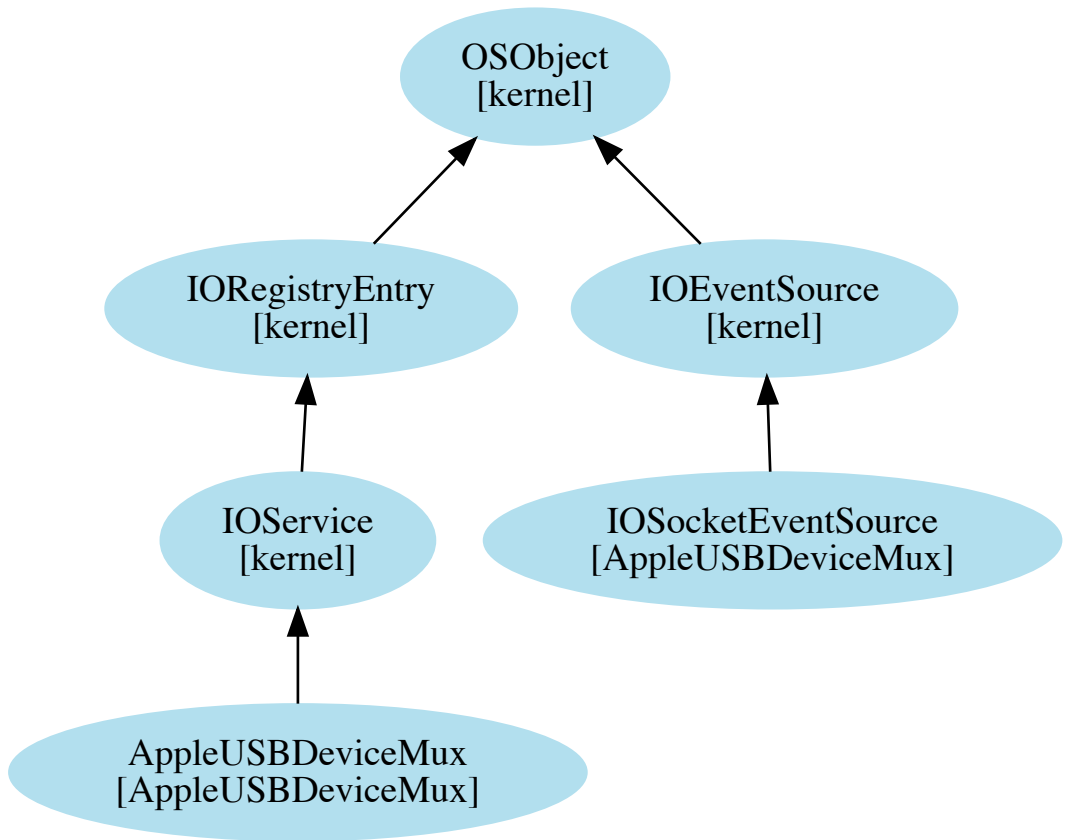 OSObject
[kernel]
IORegistryEntry
[kernel]
IOEventSource
[kernel]
IOService
[kernel]
IOSocketEventSource
[AppleUSBDeviceMux]
AppleUSBDeviceMux
[AppleUSBDeviceMux]